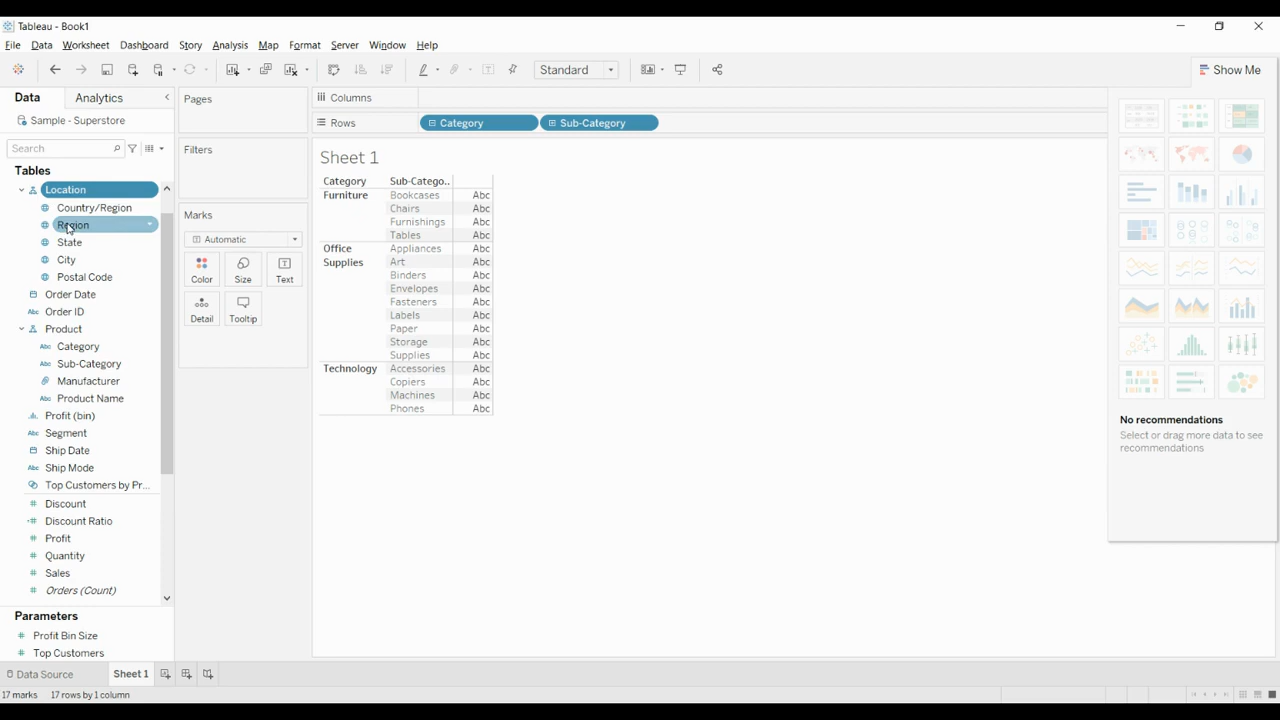 Tableau - Book1
File Data Worksheet Dashboard Story Analysis Map Format Server Window Help
Standard
Show Me
Data Analytics
Sample - Superstore
Search
Tables
Location
Country/Region
Region
State
City
Postal Code
Order Date
Abc Order ID
Product
Abc Category
Abc Sub-Category
Manufacturer
Abc Product Name
Profit (bin)
Abc Segment
Ship Date
Abc Ship Mode
Top Customers by Pr...
# Discount
=# Discount Ratio
# Profit
# Quantity
# Sales
# Orders (Count)
Parameters
# Profit Bin Size
# Top Customers
Pages
Filters
Marks
Automatic
Color Size Text
Detail Tooltip
Columns
Rows Category Sub-Category
Sheet 1
Category Sub-Catego..
Furniture Bookcases Abc
Chairs Abc
Furnishings Abc
Tables Abc
Office Appliances Abc
Supplies Art Abc
Binders Abc
Envelopes Abc
Fasteners Abc
Labels Abc
Paper Abc
Storage Abc
Supplies Abc
Technology Accessories Abc
Copiers Abc
Machines Abc
Phones Abc
No recommendations
Select or drag more data to see
recommendations
Data Source Sheet 1
17 marks 17 rows by 1 column